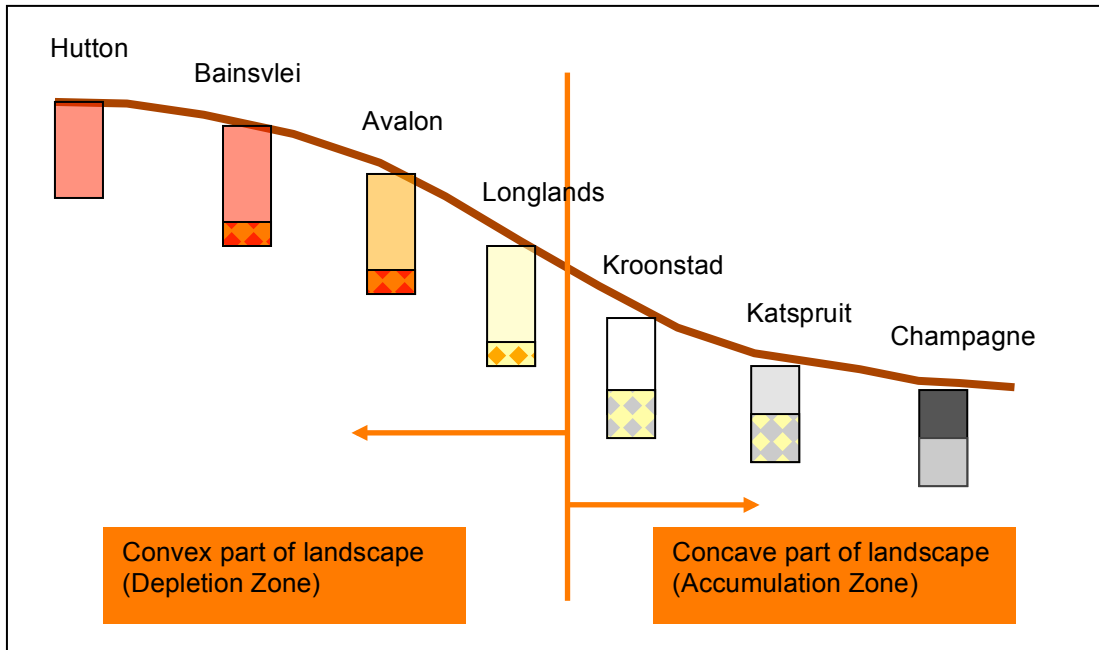 Hutton
Bainsvlei
Avalon
Longlands
Kroonstad
Katspruit
Champagne
Convex part of landscape
(Depletion Zone)
Concave part of landscape
(Accumulation Zone)